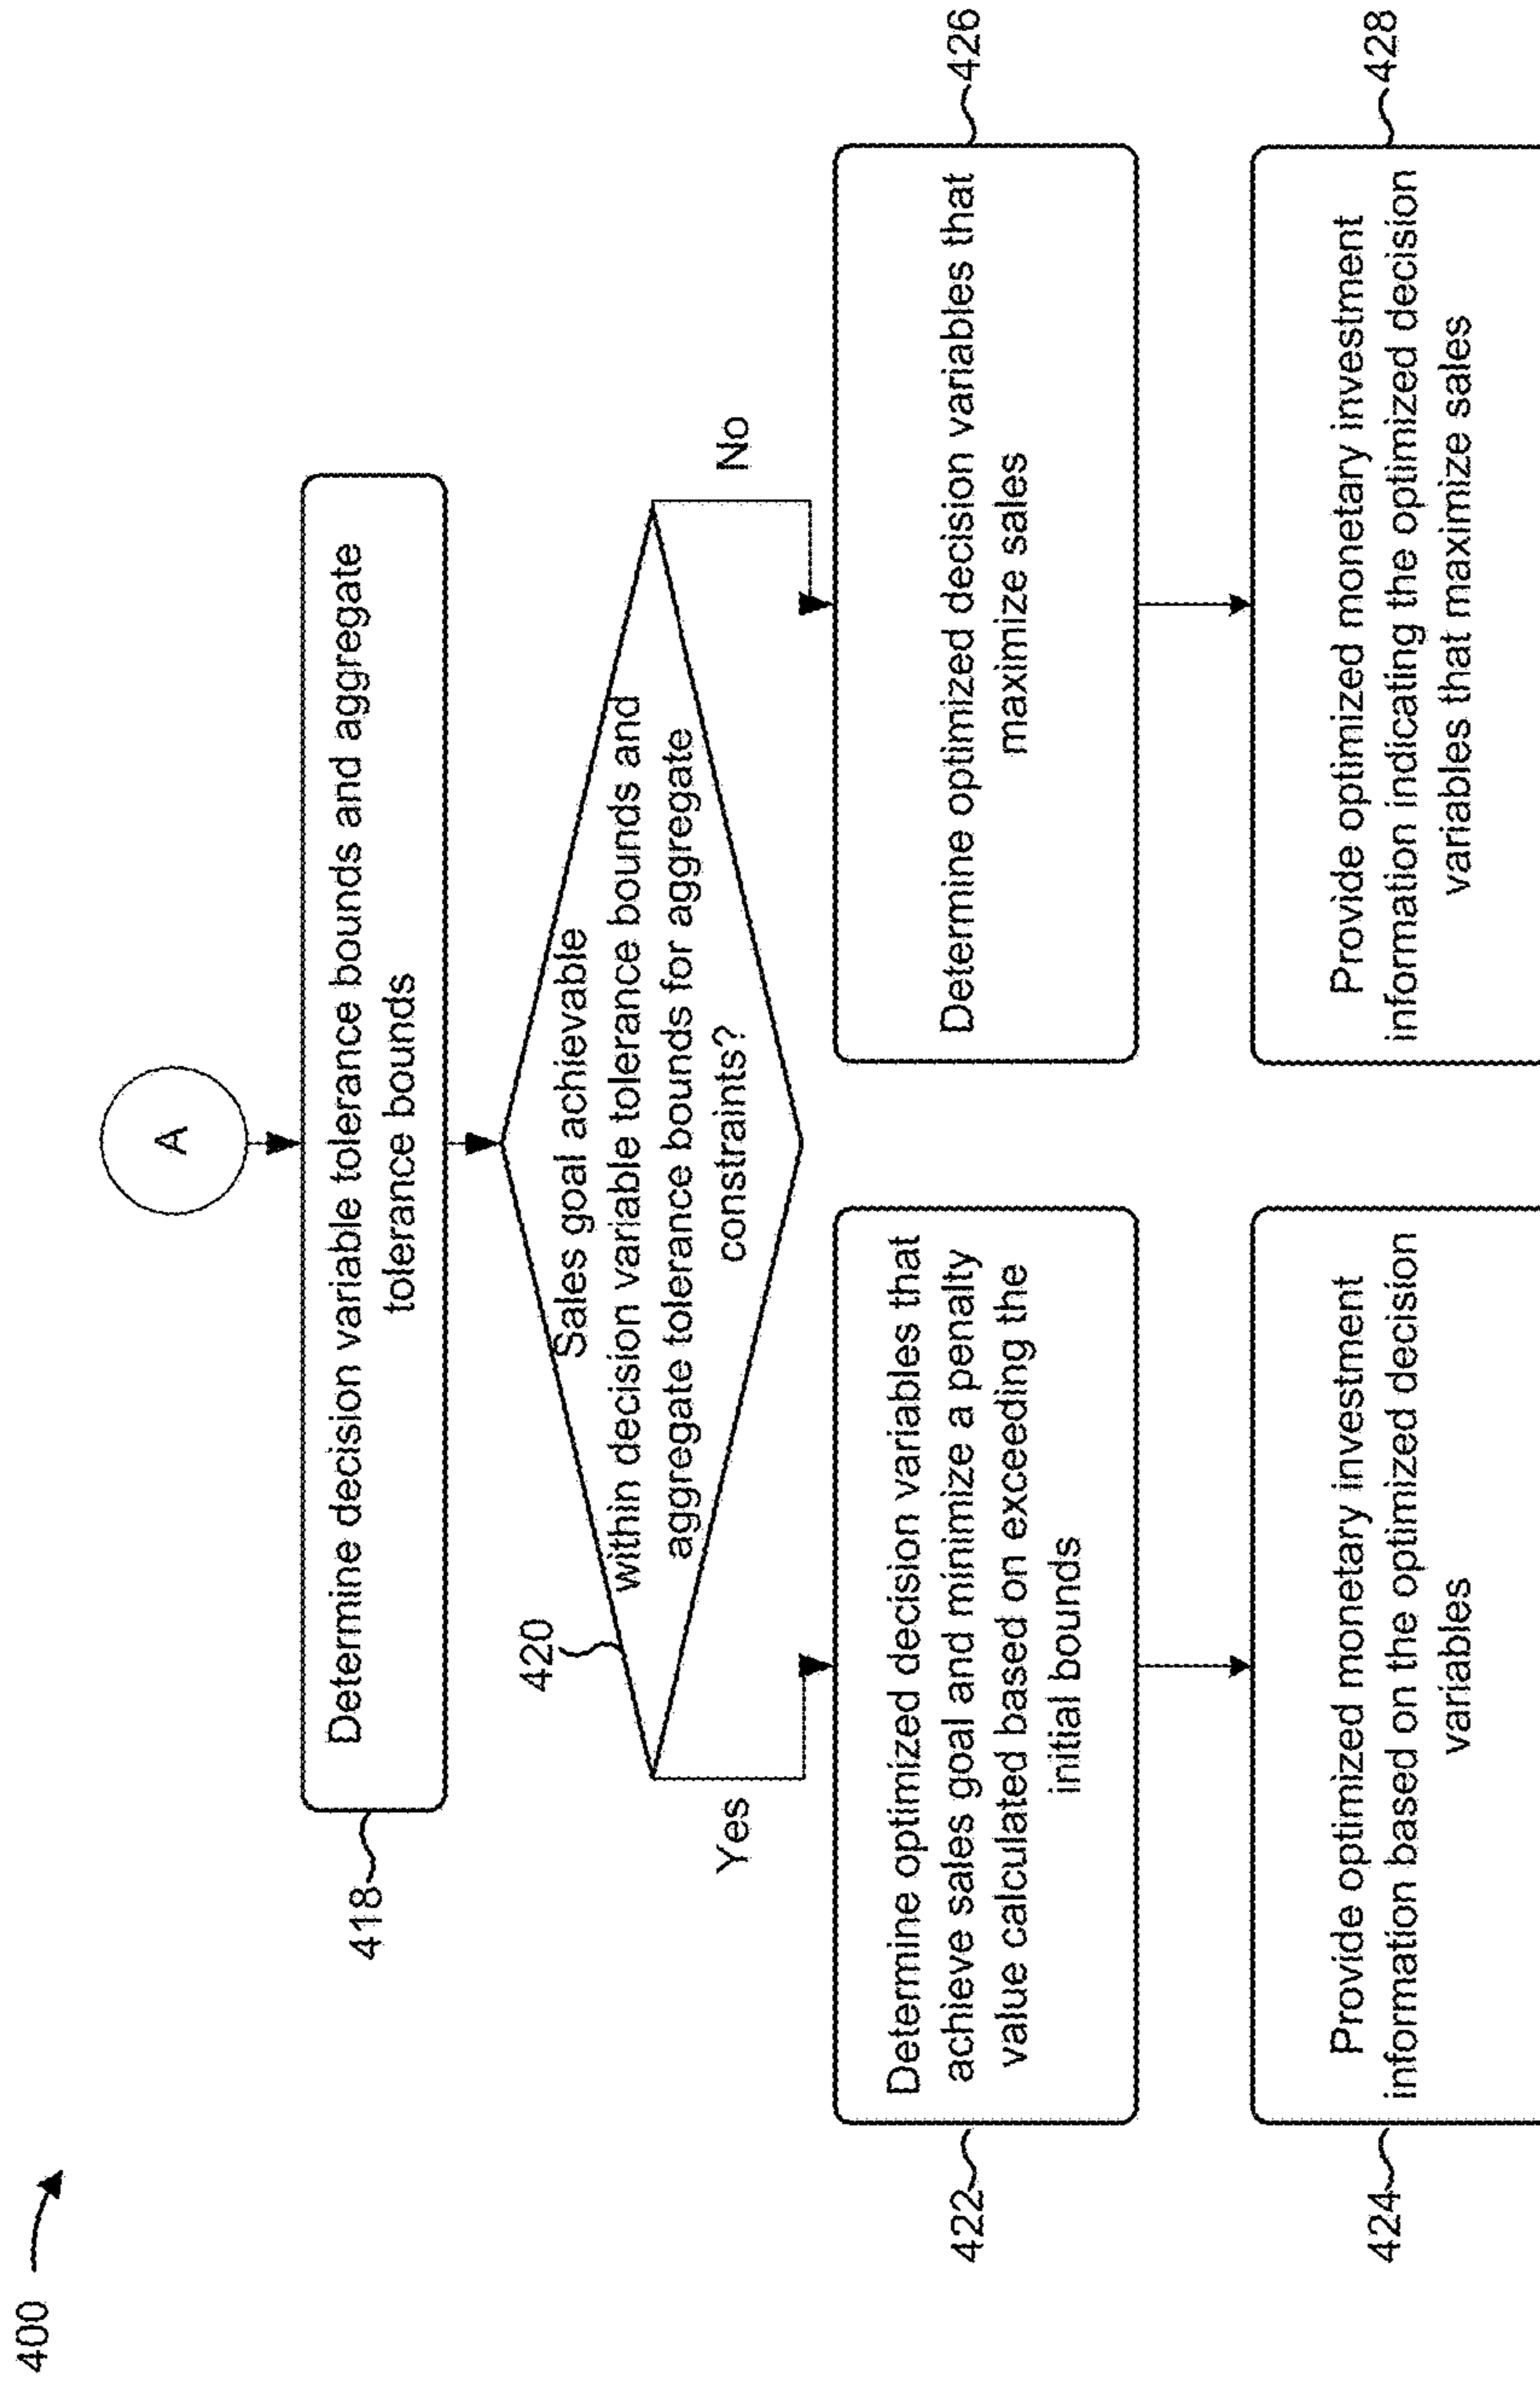 400
A
418
Determine decision variable tolerance bounds and aggregate
tolerance bounds
420
Sales goal achievable
within decision variable tolerance bounds and
aggregate tolerance bounds for aggregate
constraints?
Yes
No
422
Determine optimized decision variables that
achieve sales goal and minimize a penalty
value calculated based on exceeding the
initial bounds
426
Determine optimized decision variables that
maximize sales
424
Provide optimized monetary investment
information based on the optimized decision
variables
428
Provide optimized monetary investment
information indicating the optimized decision
variables that maximize sales